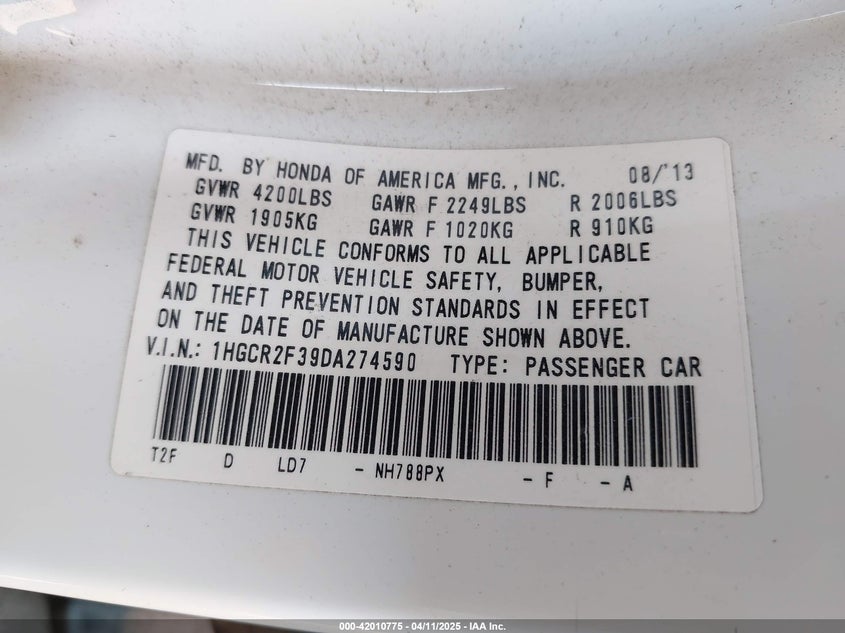 MFD. BY HONDA OF AMERICA MFG., INC. 08/'13
GVWR 4200LBS GAWR F 2249LBS R 2006LBS
GVWR 1905KG GAWR F 1020KG R 910KG
THIS VEHICLE CONFORMS TO ALL APPLICABLE
FEDERAL MOTOR VEHICLE SAFETY, BUMPER,
AND THEFT PREVENTION STANDARDS IN EFFECT
ON THE DATE OF MANUFACTURE SHOWN ABOVE.
V.I.N.: 1HGCR2F39DA274590 TYPE: PASSENGER CAR
T2F D LD7 - NH788PX - F - A
000-42010775 - 04/11/2025 - IAA Inc.